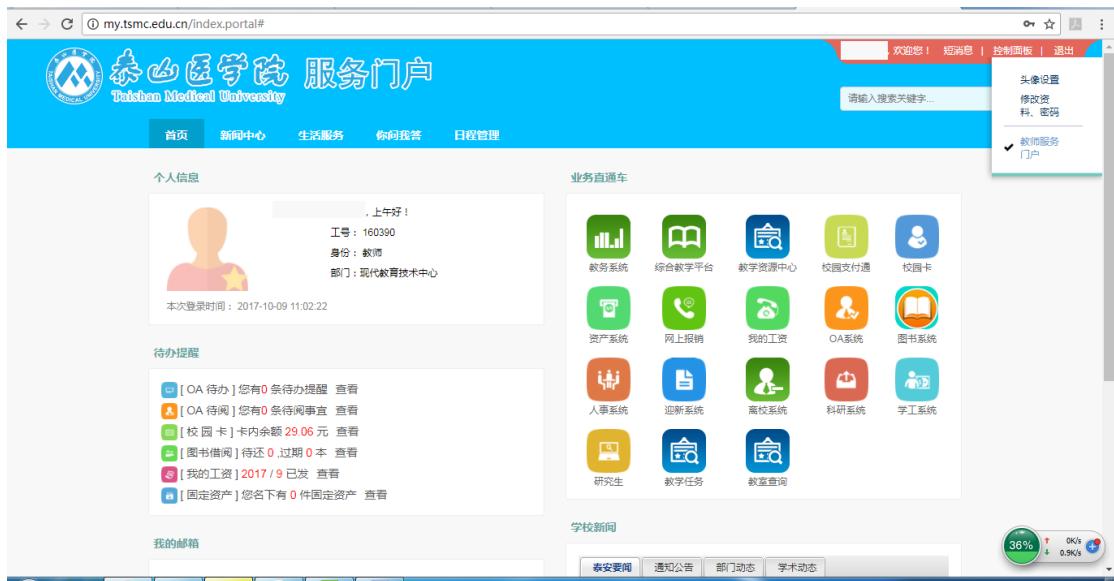 my.tsmc.edu.cn/index.portal#
泰山医学院 服务门户
Taishan Medical University
, 欢迎您！ 短消息 | 控制面板 | 退出
头像设置
修改资
料、密码
教师服务
门户
请输入搜索关键字...
首页 新闻中心 生活服务 你问我答 日程管理
个人信息
, 上午好！
工号： 160390
身份： 教师
部门：现代教育技术中心
本次登录时间： 2017-10-09 11:02:22
待办提醒
[ OA 待办 ] 您有0 条待办提醒 查看
[ OA 待阅 ] 您有0 条待阅事宜 查看
[ 校 园 卡 ] 卡内余额 29.06 元 查看
[ 图书借阅 ] 待还 0 ,过期 0 本 查看
[ 我的工资 ] 2017 / 9 已发 查看
[ 固定资产 ] 您名下有 0 件固定资产 查看
我的邮箱
业务直通车
教务系统 综合教学平台 教学资源中心 校园支付通 校园卡
资产系统 网上报销 我的工资 OA系统 图书系统
人事系统 迎新系统 离校系统 科研系统 学工系统
研究生 教学任务 教室查询
学校新闻
泰安要闻 通知公告 部门动态 学术动态
36%
0K/s
0.9K/s